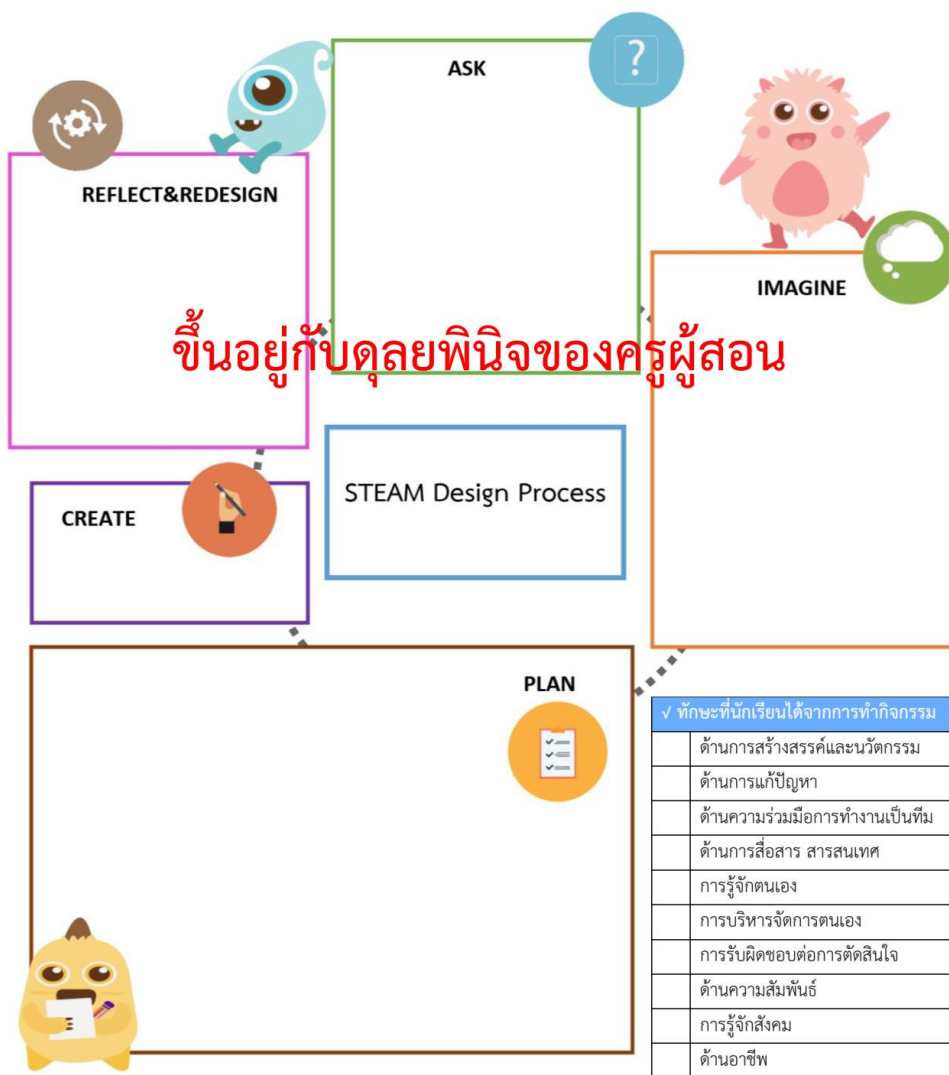 ASK
?
REFLECT&REDESIGN
IMAGINE
ขึ้นอยู่กับดุลยพินิจของครูผู้สอน
STEAM Design Process
CREATE
PLAN
√ ทักษะที่นักเรียนได้จากการทำกิจกรรม
ด้านการสร้างสรรค์และนวัตกรรม
ด้านการแก้ปัญหา
ด้านความร่วมมือการทำงานเป็นทีม
ด้านการสื่อสาร สารสนเทศ
การรู้จักตนเอง
การบริหารจัดการตนเอง
การรับผิดชอบต่อการตัดสินใจ
ด้านความสัมพันธ์
การรู้จักสังคม
ด้านอาชีพ